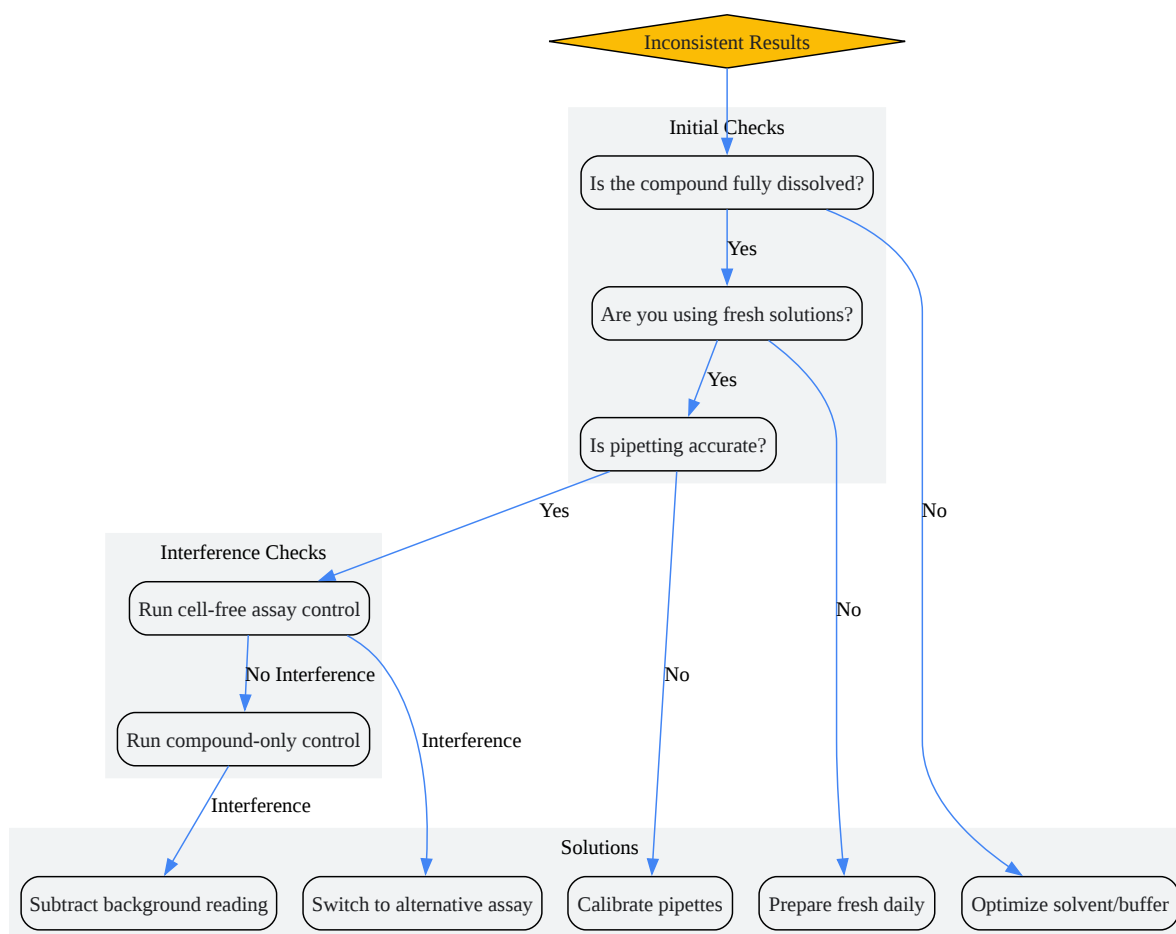 Inconsistent Results
Initial Checks
Is the compound fully dissolved?
Yes
Are you using fresh solutions?
Yes
Is pipetting accurate?
Yes
No
Interference Checks
Run cell-free assay control
No
No Interference
No
Run compound-only control
Interference
Interference
Solutions
Subtract background reading
Switch to alternative assay
Calibrate pipettes
Prepare fresh daily
Optimize solvent/buffer